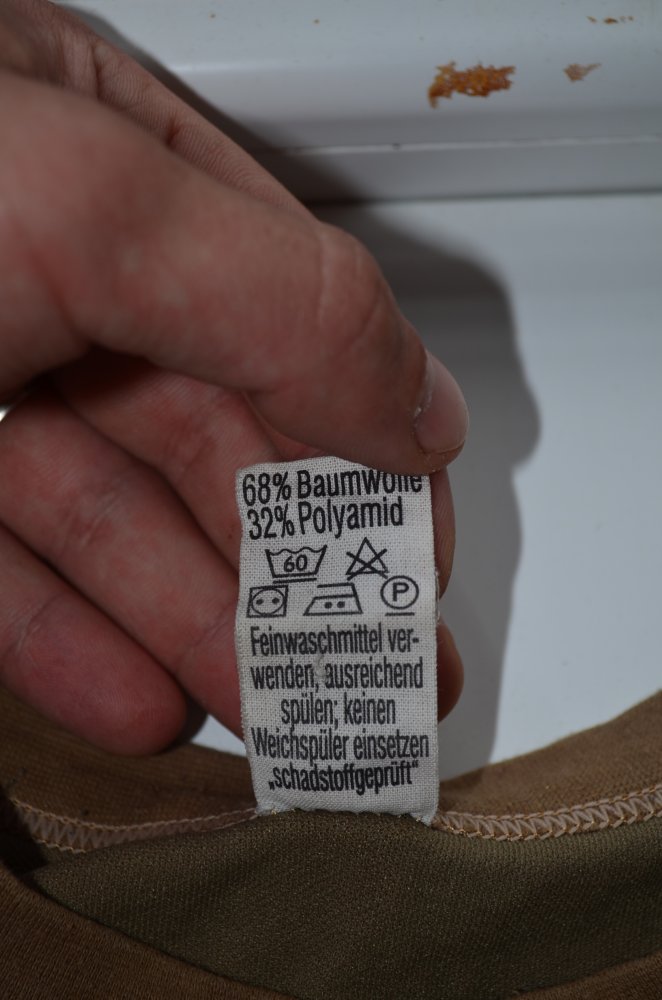 68% Baumwolle
32% Polyamid
60
P
Feinwaschmittel ver-
wenden, ausreichend
spülen; keinen
Weichspüler einsetzen
„schadstoffgeprüft“